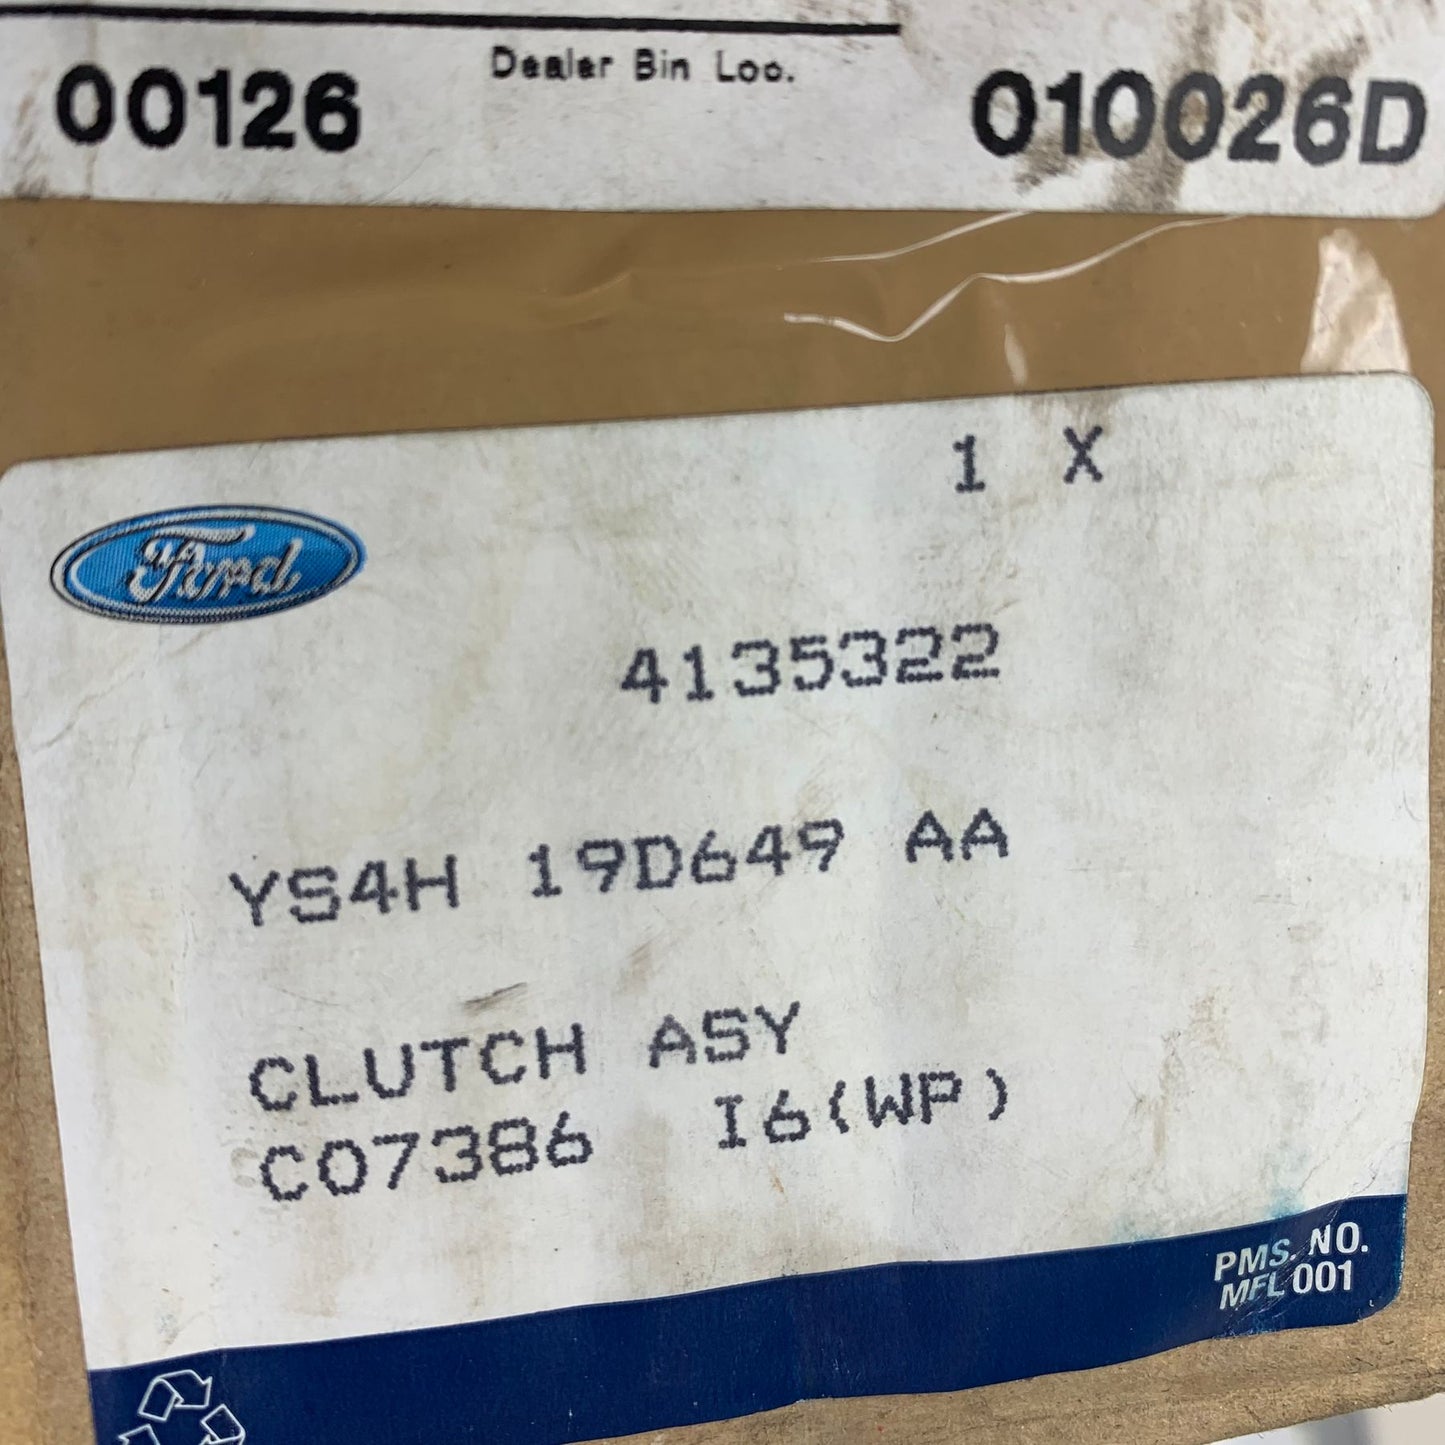 Dealer Bin Loc.
00126 010026D
1 X
Ford
4135322
YS4H 19D649 AA
CLUTCH ASY
C07386 I6(WP)
PMS. NO.
MFL 001